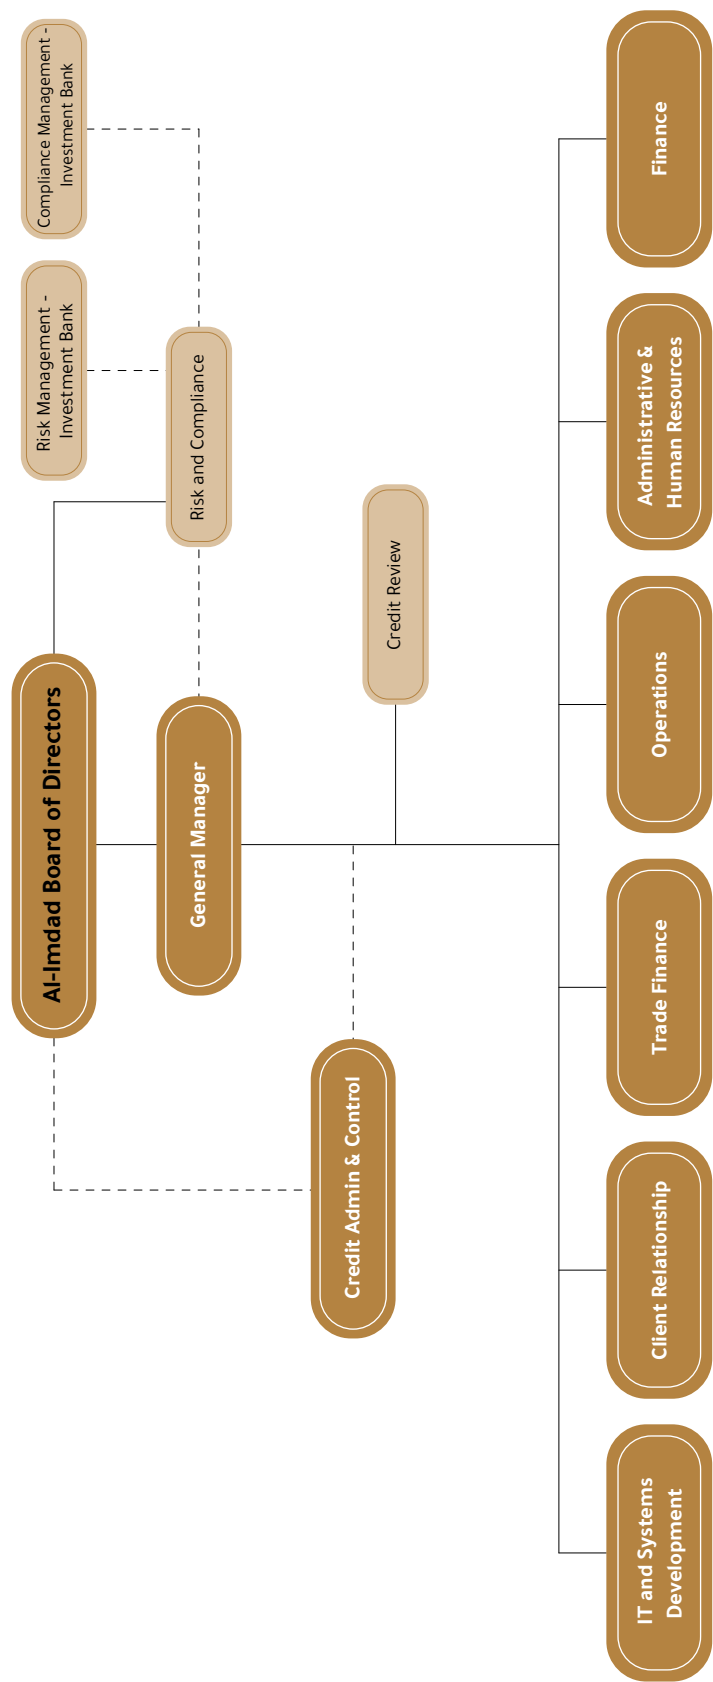 Al-Imdad Board of Directors
Risk Management -
Investment Bank
Compliance Management -
Investment Bank
General Manager
Risk and Compliance
Credit Admin & Control
Credit Review
IT and Systems
Development
Client Relationship
Trade Finance
Operations
Administrative &
Human Resources
Finance